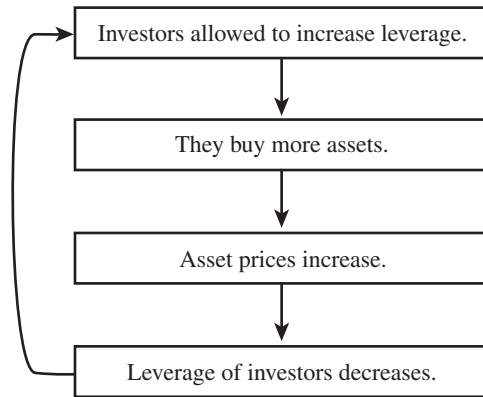 Investors allowed to increase leverage.
They buy more assets.
Asset prices increase.
Leverage of investors decreases.